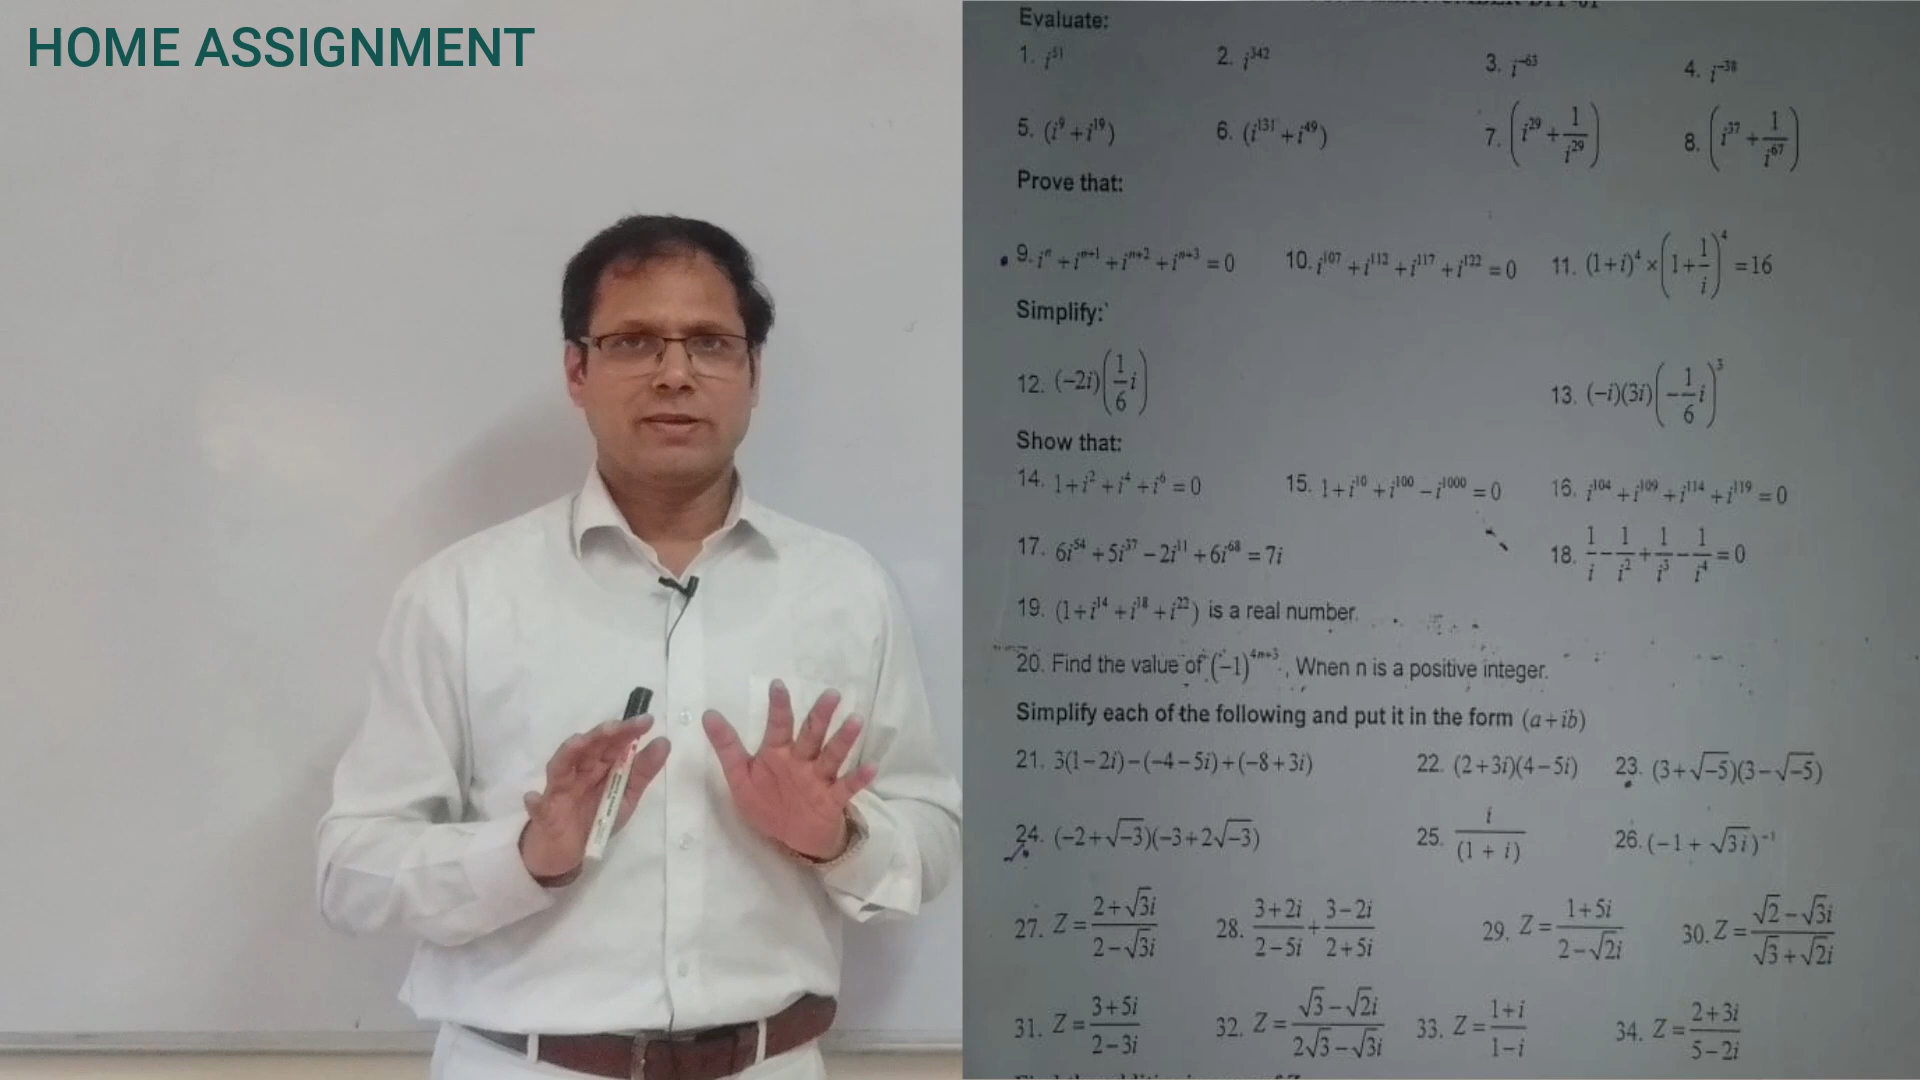 HOME ASSIGNMENT
Evaluate:
1. i^51 2. i^342 3. i^-63 4. i^-38
5. (i^9 + i^19) 6. (i^131 + i^49) 7. (i^29 + 1/i^29) 8. (i^37 + 1/i^67)
Prove that:
9. i^n + i^n+1 + i^n+2 + i^n+3 = 0 10. i^107 + i^112 + i^117 + i^122 = 0 11. (1+i)^4 × (1 + 1/i)^4 = 16
Simplify:
12. (-2i)(1/6 i) 13. (-i)(3i)(-1/6 i)^3
Show that:
14. 1 + i^2 + i^4 + i^6 = 0 15. 1 + i^10 + i^100 - i^1000 = 0 16. i^104 + i^109 + i^114 + i^119 = 0
17. 6i^54 + 5i^37 - 2i^11 + 6i^68 = 7i 18. 1/i - 1/i^2 + 1/i^3 - 1/i^4 = 0
19. (1 + i^14 + i^18 + i^22) is a real number.
20. Find the value of (-1)^4n+3, When n is a positive integer.
Simplify each of the following and put it in the form (a+ib)
21. 3(1-2i)-(-4-5i)+(-8+3i) 22. (2+3i)(4-5i) 23. (3+√-5)(3-√-5)
24. (-2+√-3)(-3+2√-3) 25. i/(1 + i) 26. (-1 + √3i)^-1
27. Z = (2+√3i)/(2-√3i) 28. (3+2i)/(2-5i) + (3-2i)/(2+5i) 29. Z = (1+5i)/(2-√2i) 30. Z = (√2-√3i)/(√3+√2i)
31. Z = (3+5i)/(2-3i) 32. Z = (√3-√2i)/(2√3-√3i) 33. Z = (1+i)/(1-i) 34. Z = (2+3i)/(5-2i)